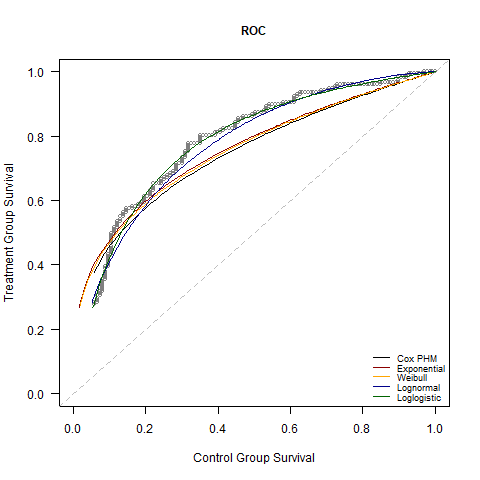 ROC
Treatment Group Survival
1.0
0.8
0.6
0.4
0.2
0.0
0.0 0.2 0.4 0.6 0.8 1.0
Control Group Survival
Cox PHM
Exponential
Weibull
Lognormal
Loglogistic